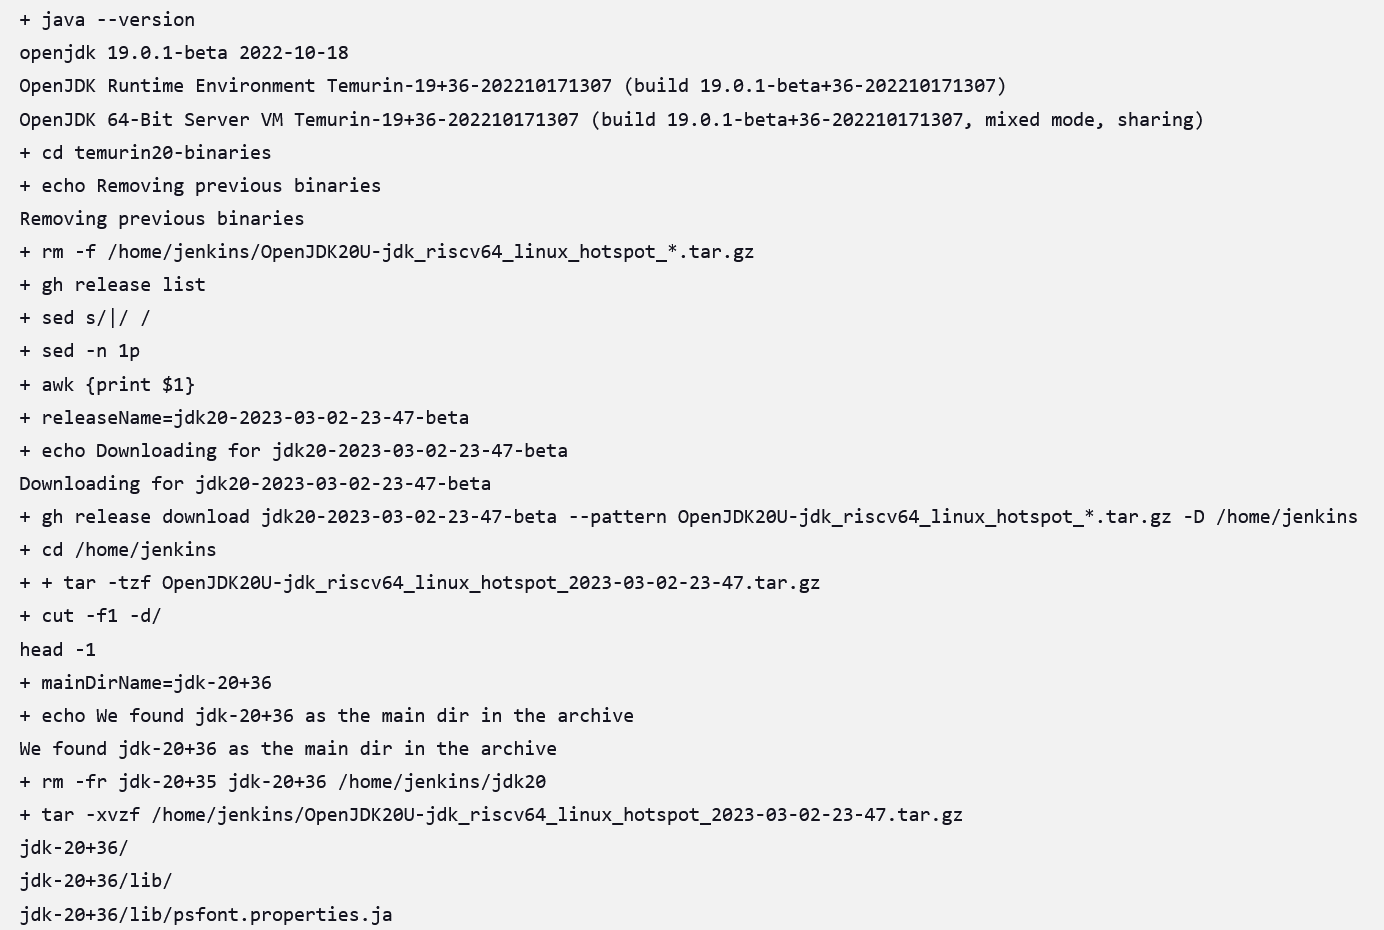 + java --version
openjdk 19.0.1-beta 2022-10-18
OpenJDK Runtime Environment Temurin-19+36-202210171307 (build 19.0.1-beta+36-202210171307)
OpenJDK 64-Bit Server VM Temurin-19+36-202210171307 (build 19.0.1-beta+36-202210171307, mixed mode, sharing)
+ cd temurin20-binaries
+ echo Removing previous binaries
Removing previous binaries
+ rm -f /home/jenkins/OpenJDK20U-jdk_riscv64_linux_hotspot_*.tar.gz
+ gh release list
+ sed s/|/ /
+ sed -n 1p
+ awk {print $1}
+ releaseName=jdk20-2023-03-02-23-47-beta
+ echo Downloading for jdk20-2023-03-02-23-47-beta
Downloading for jdk20-2023-03-02-23-47-beta
+ gh release download jdk20-2023-03-02-23-47-beta --pattern OpenJDK20U-jdk_riscv64_linux_hotspot_*.tar.gz -D /home/jenkins
+ cd /home/jenkins
+ + tar -tzf OpenJDK20U-jdk_riscv64_linux_hotspot_2023-03-02-23-47.tar.gz
+ cut -f1 -d/
head -1
+ mainDirName=jdk-20+36
+ echo We found jdk-20+36 as the main dir in the archive
We found jdk-20+36 as the main dir in the archive
+ rm -fr jdk-20+35 jdk-20+36 /home/jenkins/jdk20
+ tar -xvzf /home/jenkins/OpenJDK20U-jdk_riscv64_linux_hotspot_2023-03-02-23-47.tar.gz
jdk-20+36/
jdk-20+36/lib/
jdk-20+36/lib/psfont.properties.ja